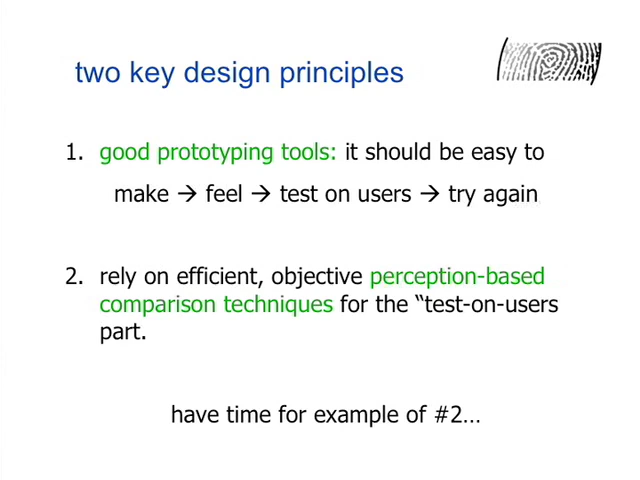 two key design principles
1. good prototyping tools: it should be easy to
make → feel → test on users → try again
2. rely on efficient, objective perception-based
comparison techniques for the “test-on-users
part.
have time for example of #2…